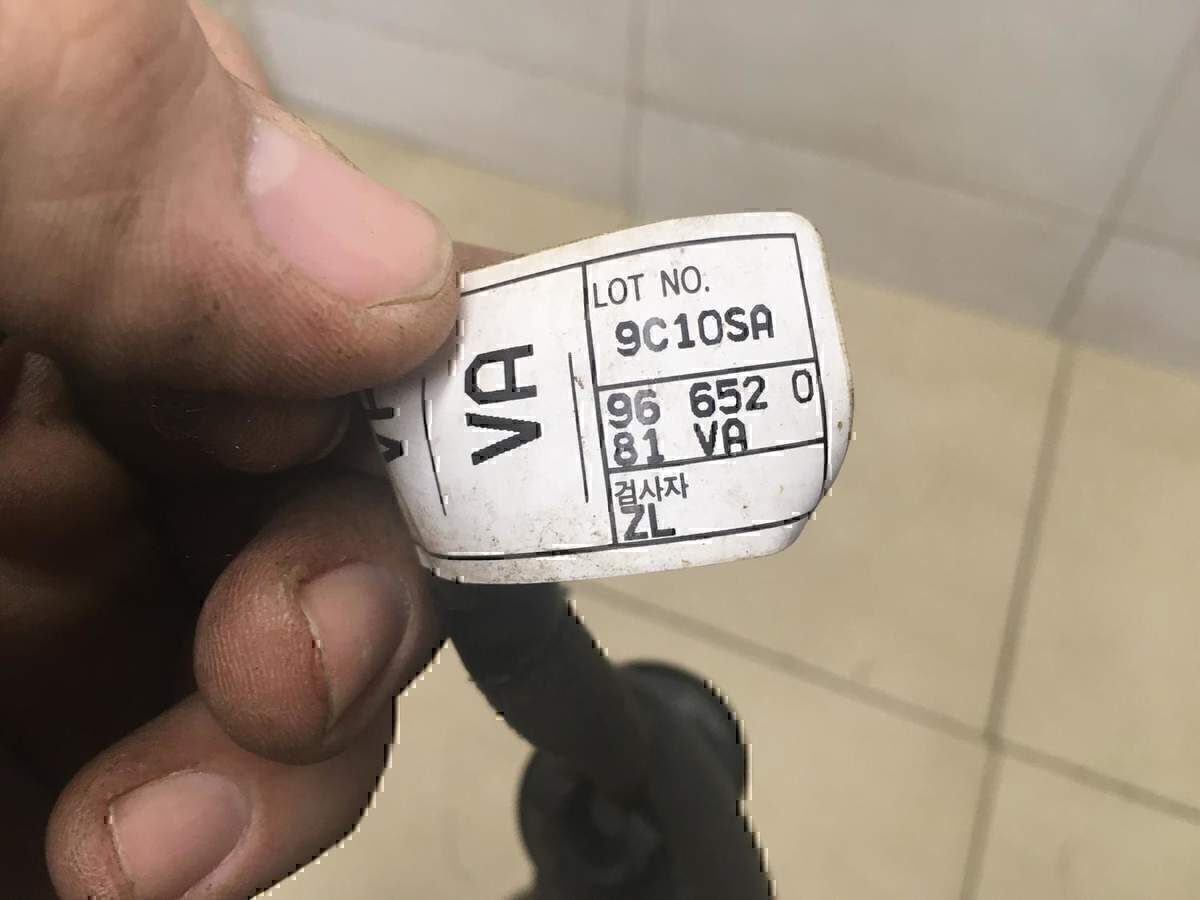 VA
LOT NO.
9C10SA
96 652 0
81 VA
검사자
ZL